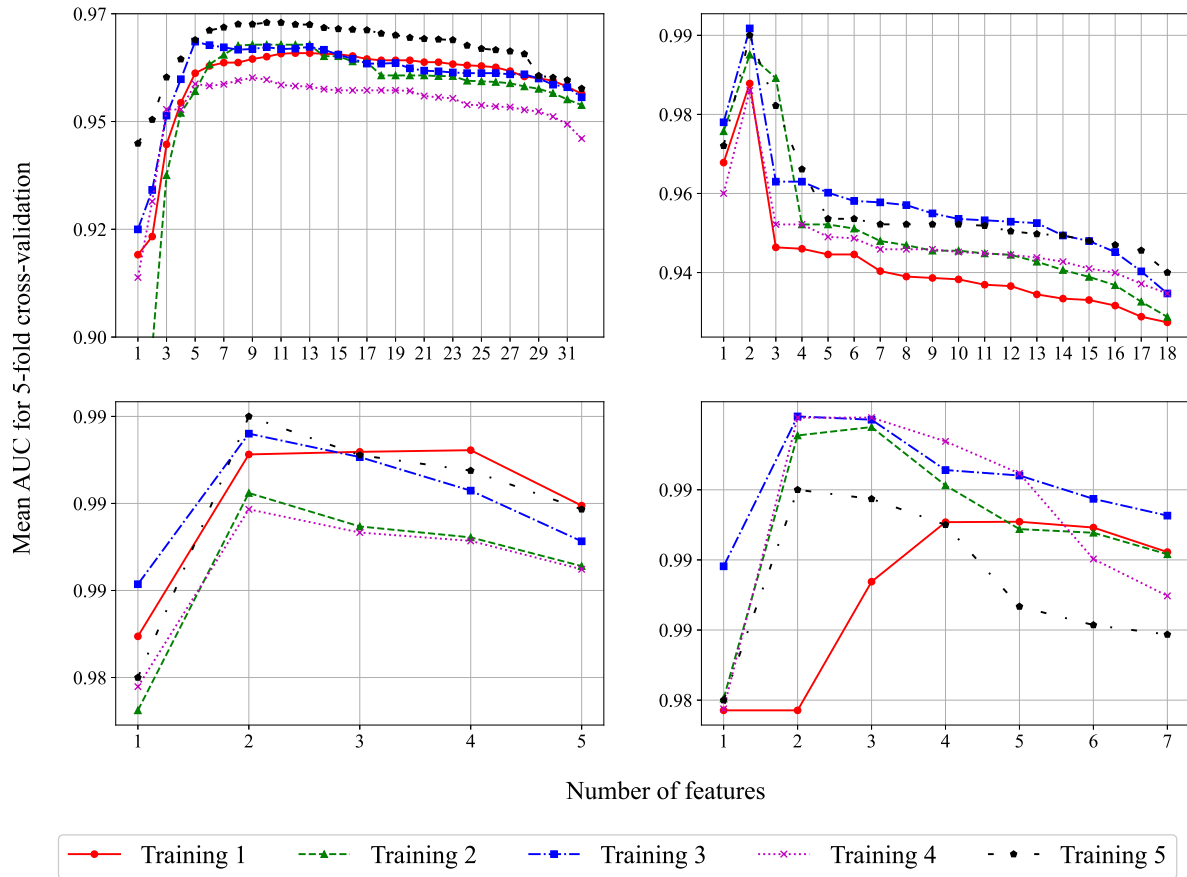 Mean AUC for 5-fold cross-validation
0.97
0.95
0.92
0.90
1 3 5 7 9 11 13 15 17 19 21 23 25 27 29 31
0.99
0.98
0.96
0.94
1 2 3 4 5 6 7 8 9 10 11 12 13 14 15 16 17 18
0.99
0.99
0.99
0.98
1 2 3 4 5
0.99
0.99
0.99
0.98
1 2 3 4 5 6 7
Number of features
Training 1 Training 2 Training 3 Training 4 Training 5